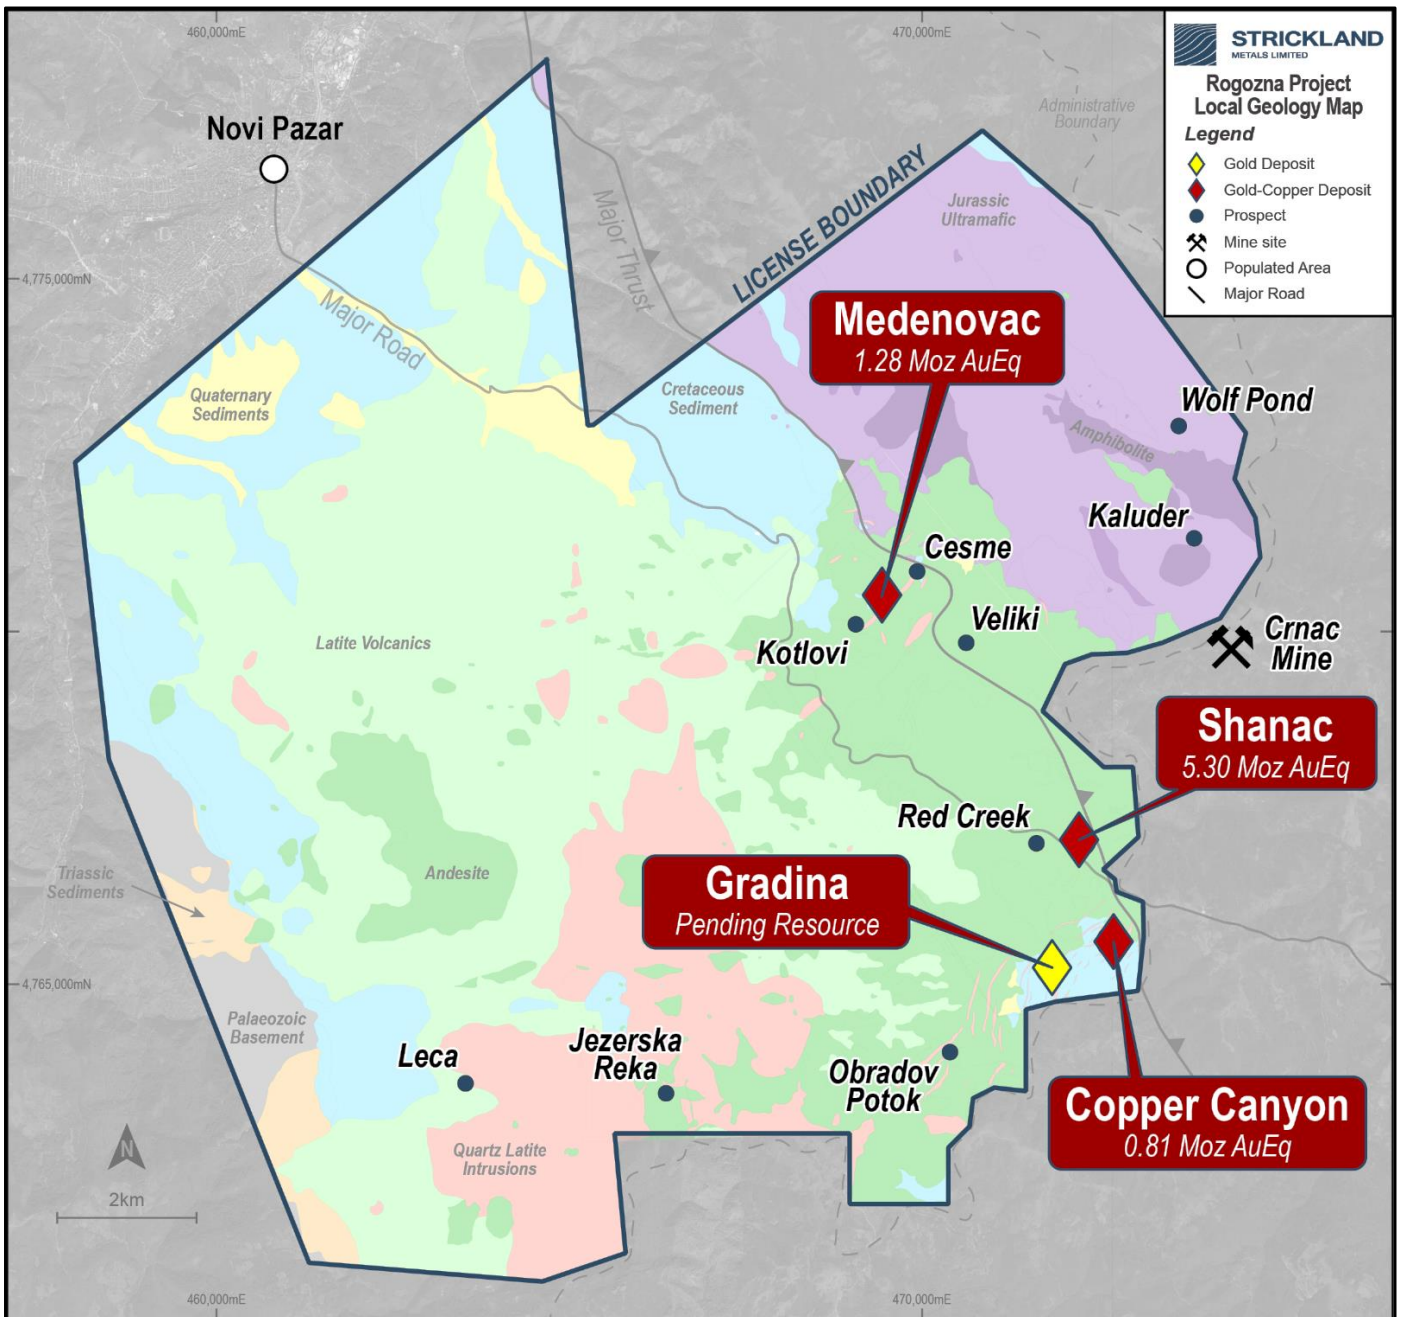 460,000mE
470,000mE
STRICKLAND
METALS LIMITED
Rogozna Project
Local Geology Map
Legend
Gold Deposit
Gold-Copper Deposit
Prospect
Mine site
Populated Area
Major Road
Administrative
Boundary
Novi Pazar
LICENSE BOUNDARY
Jurassic
Ultramafic
Major Thrust
4,775,000mN
Major Road
Medenovac
1.28 Moz AuEq
Quaternary
Sediments
Cretaceous
Sediment
Wolf Pond
Amphibolite
Kaluder
Cesme
Veliki
Kotlovi
Crnac
Mine
Latite Volcanics
Shanac
5.30 Moz AuEq
Red Creek
Triassic
Sediments
Andesite
Gradina
Pending Resource
4,765,000mN
Palaeozoic
Basement
Leca
Jezerska
Reka
Obradov
Potok
Copper Canyon
0.81 Moz AuEq
Quartz Latite
Intrusions
N
2km
460,000mE
470,000mE